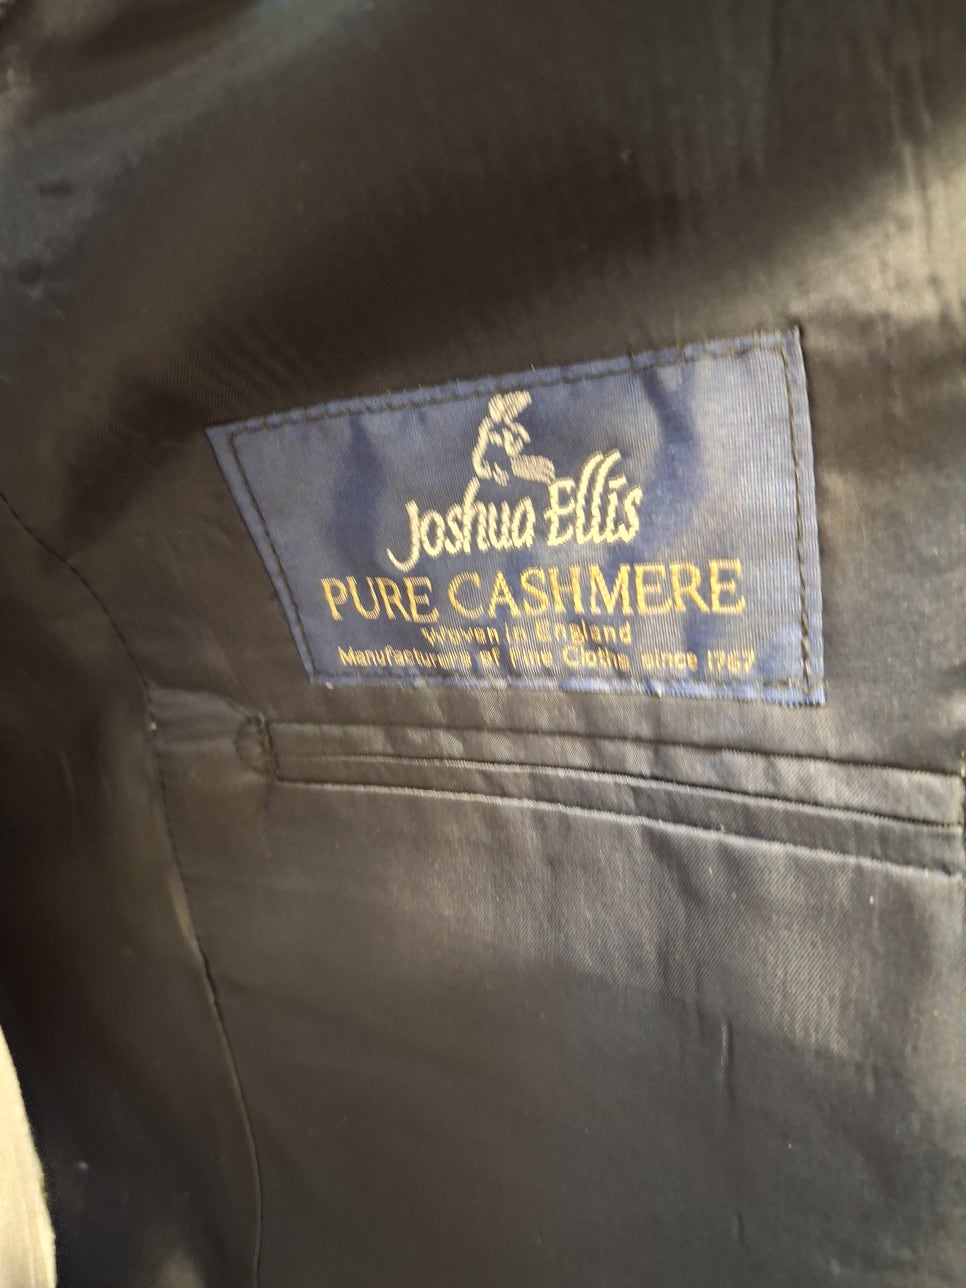 Joshua Ellis
PURE CASHMERE
Woven in England
Manufacturers of Fine Cloths since 1767